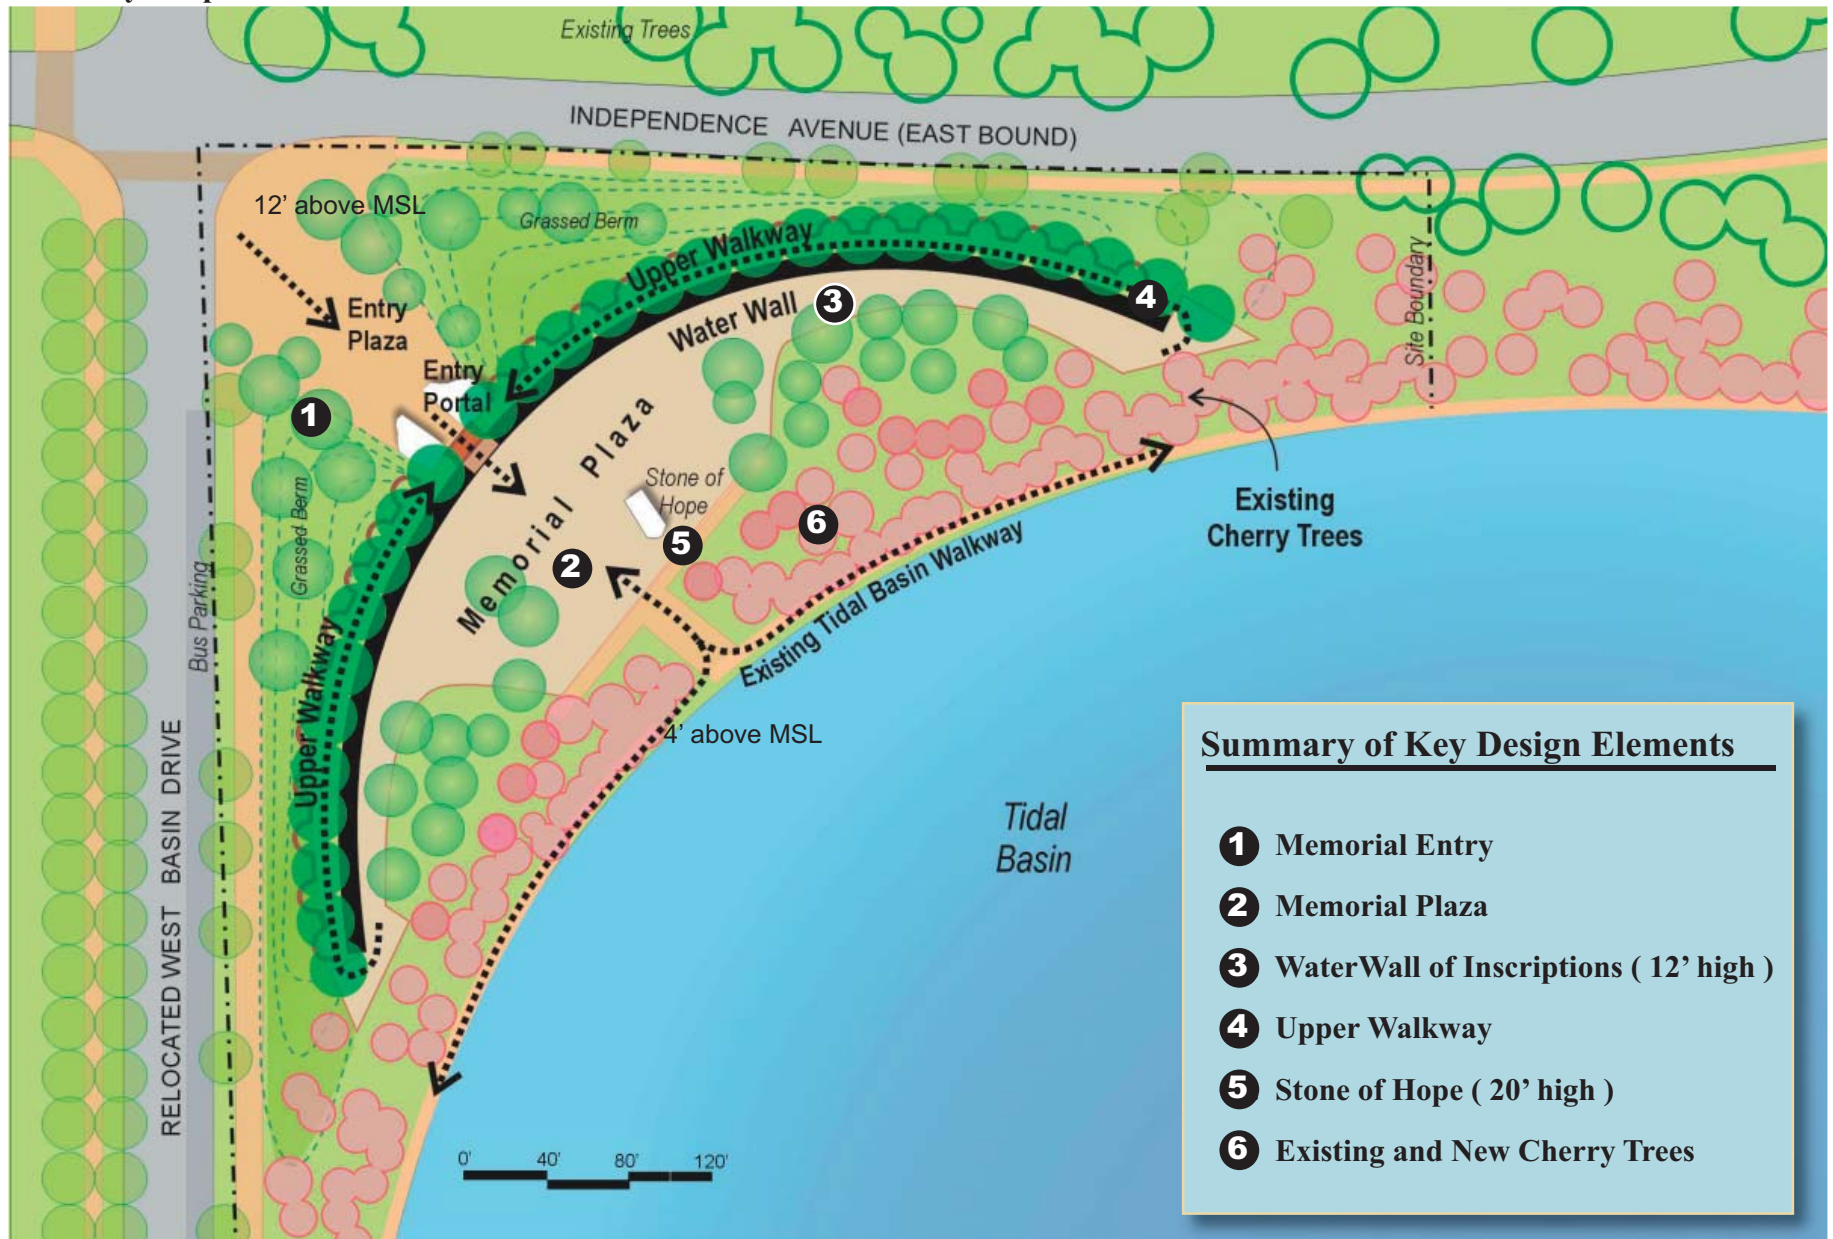 Existing Trees
INDEPENDENCE AVENUE (EAST BOUND)
12’ above MSL
Grassed Berm
Upper Walkway
Entry
Plaza
Water Wall
3
4
Site Boundary
Entry
Portal
1
Memorial Plaza
Stone of
Hope
5
2
6
Existing
Cherry Trees
Grassed Berm
Bus Parking
Upper Walkway
Existing Tidal Basin Walkway
4’ above MSL
RELOCATED WEST BASIN DRIVE
Tidal
Basin
0' 40' 80' 120'
Summary of Key Design Elements
1 Memorial Entry
2 Memorial Plaza
3 WaterWall of Inscriptions ( 12’ high )
4 Upper Walkway
5 Stone of Hope ( 20’ high )
6 Existing and New Cherry Trees